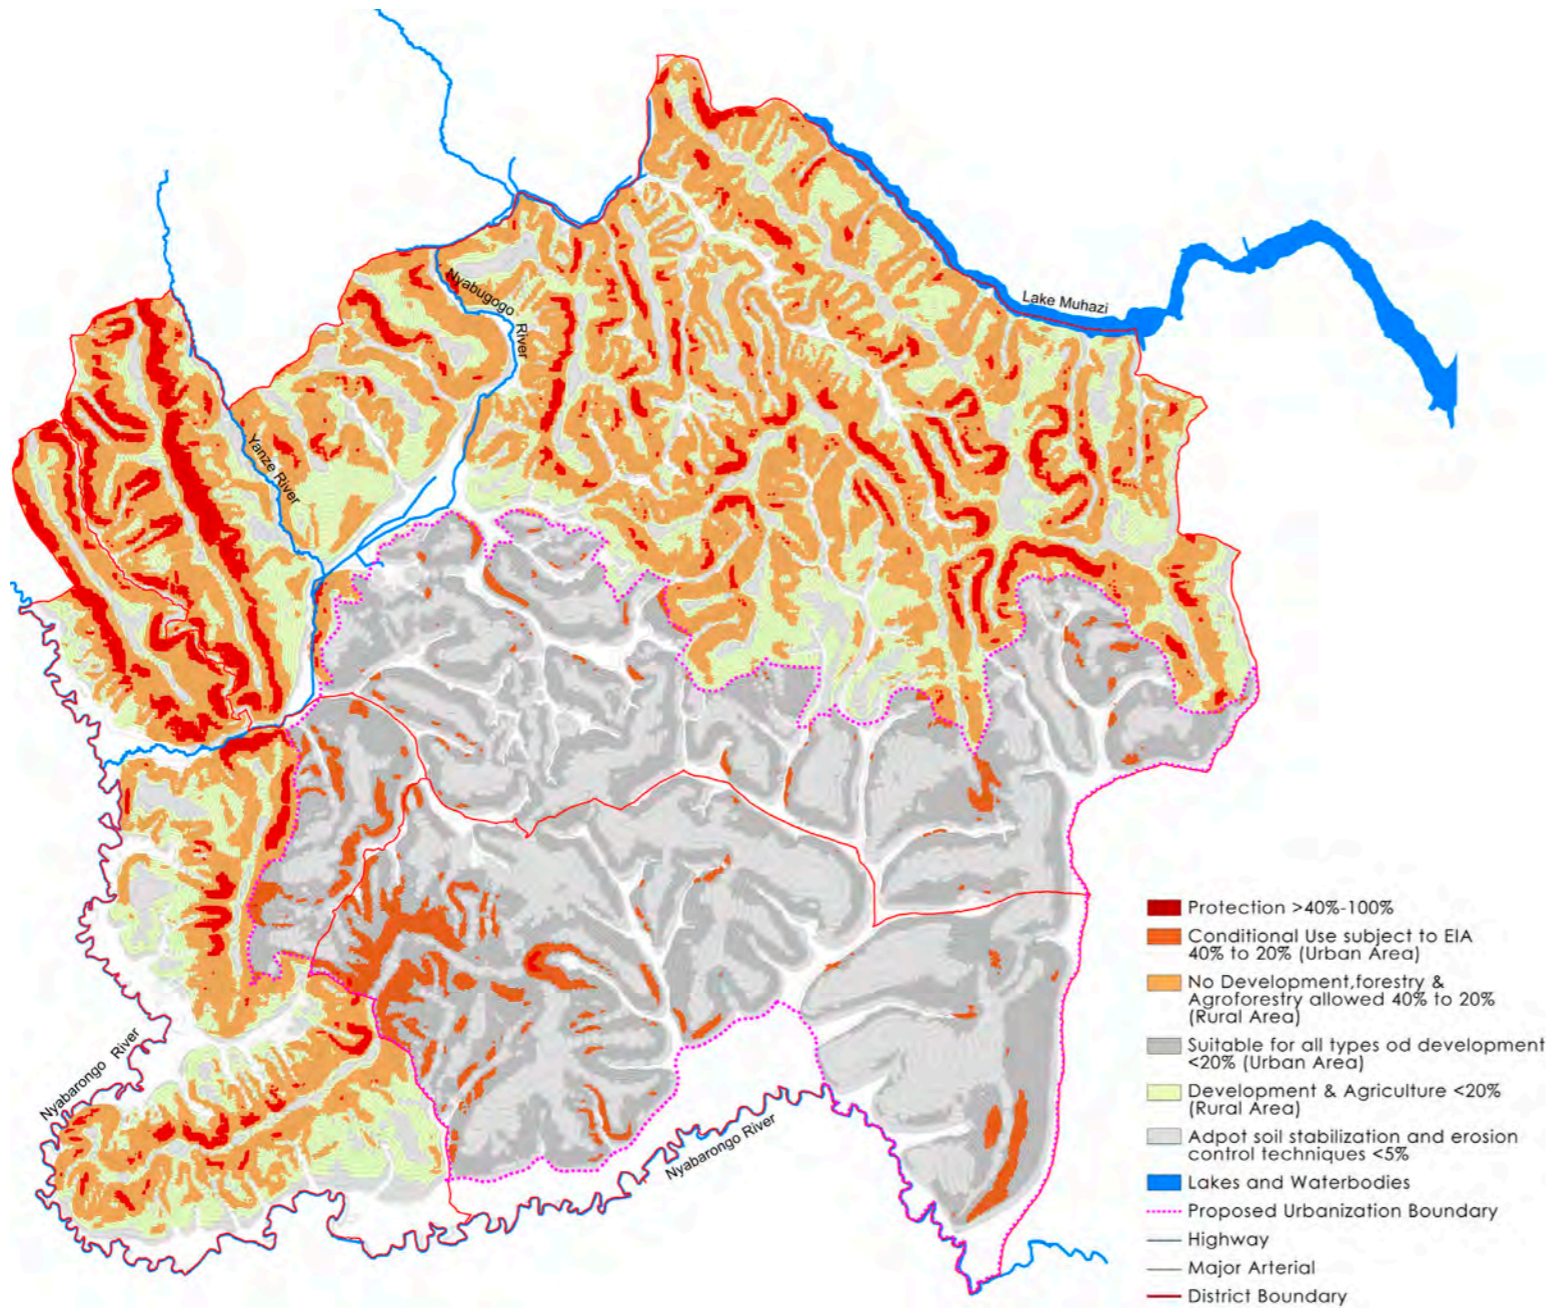 Nyabugogo River
Lake Muhazi
Yanze River
Nyabarongo River
Nyabarongo River
Protection >40%-100%
Conditional Use subject to EIA
40% to 20% (Urban Area)
No Development,forestry &
Agroforestry allowed 40% to 20%
(Rural Area)
Suitable for all types od development
<20% (Urban Area)
Development & Agriculture <20%
(Rural Area)
Adpot soil stabilization and erosion
control techniques <5%
Lakes and Waterbodies
Proposed Urbanization Boundary
Highway
Major Arterial
District Boundary